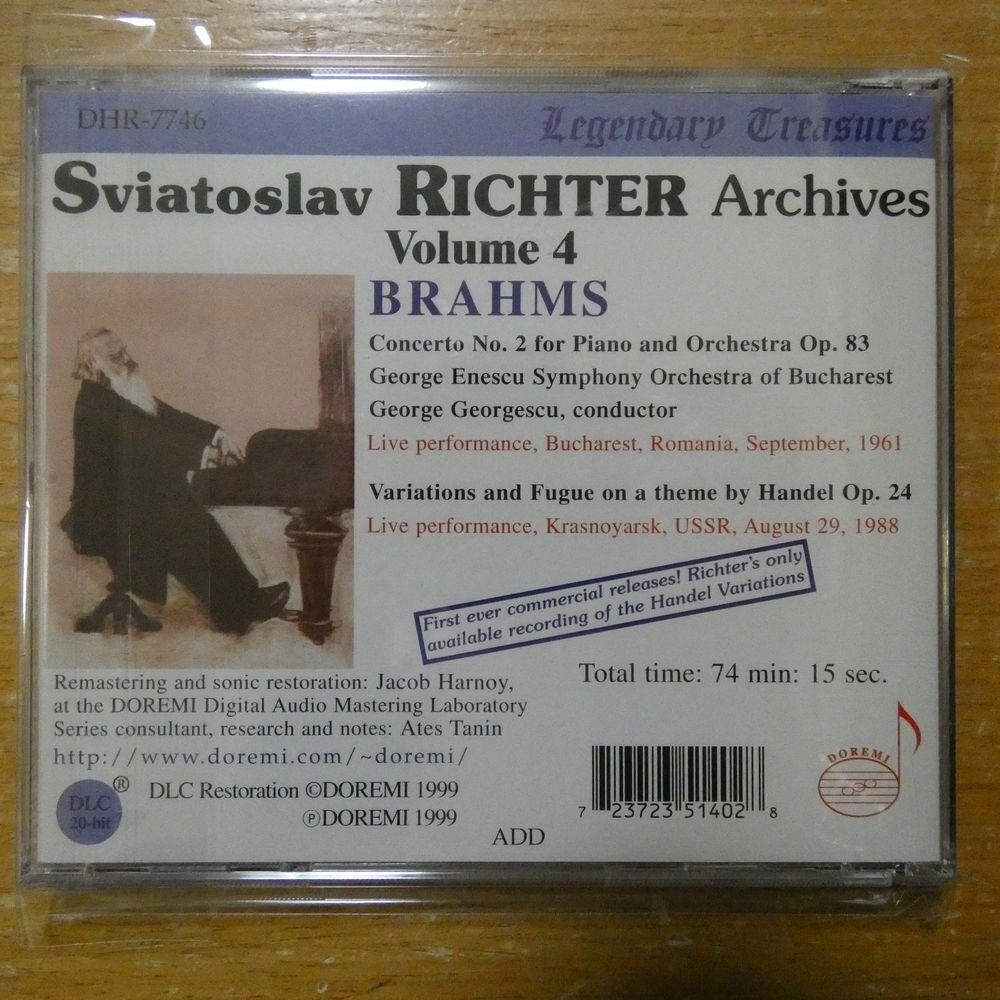 DHR-7746
Legendary Treasures
Sviatoslav RICHTER Archives
Volume 4
BRAHMS
Concerto No. 2 for Piano and Orchestra Op. 83
George Enescu Symphony Orchestra of Bucharest
George Georgescu, conductor
Live performance, Bucharest, Romania, September, 1961
Variations and Fugue on a theme by Handel Op. 24
Live performance, Krasnoyarsk, USSR, August 29, 1988
First ever commercial releases! Richter's only
available recording of the Handel Variations
Total time: 74 min: 15 sec.
Remastering and sonic restoration: Jacob Harnoy,
at the DOREMI Digital Audio Mastering Laboratory
Series consultant, research and notes: Ates Tanin
http://www.doremi.com/~doremi/
DLC
20-bit
®
DLC Restoration ©DOREMI 1999
℗DOREMI 1999
ADD
7 23723 51402 8
DOREMI